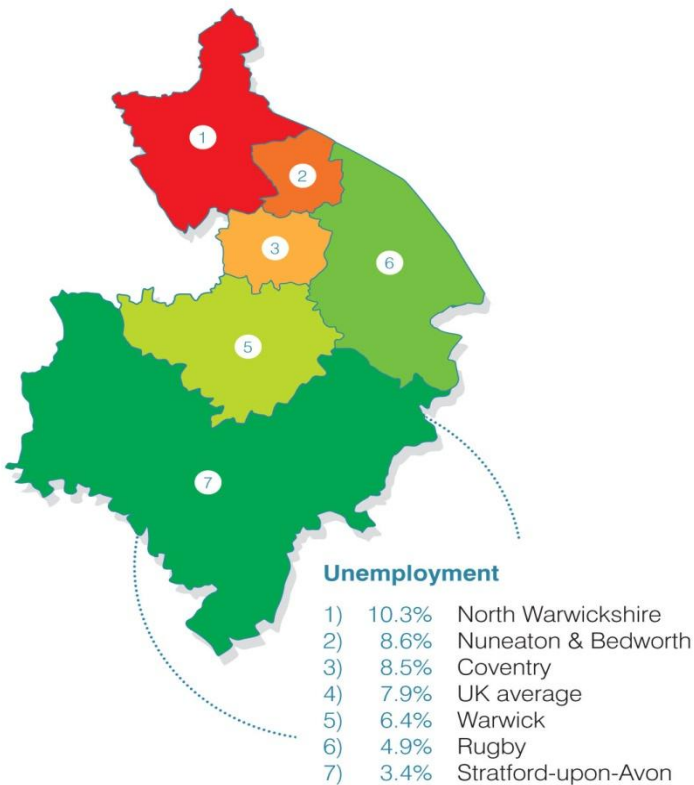 1
2
3
6
5
7
Unemployment
1) 10.3% North Warwickshire
2) 8.6% Nuneaton & Bedworth
3) 8.5% Coventry
4) 7.9% UK average
5) 6.4% Warwick
6) 4.9% Rugby
7) 3.4% Stratford-upon-Avon